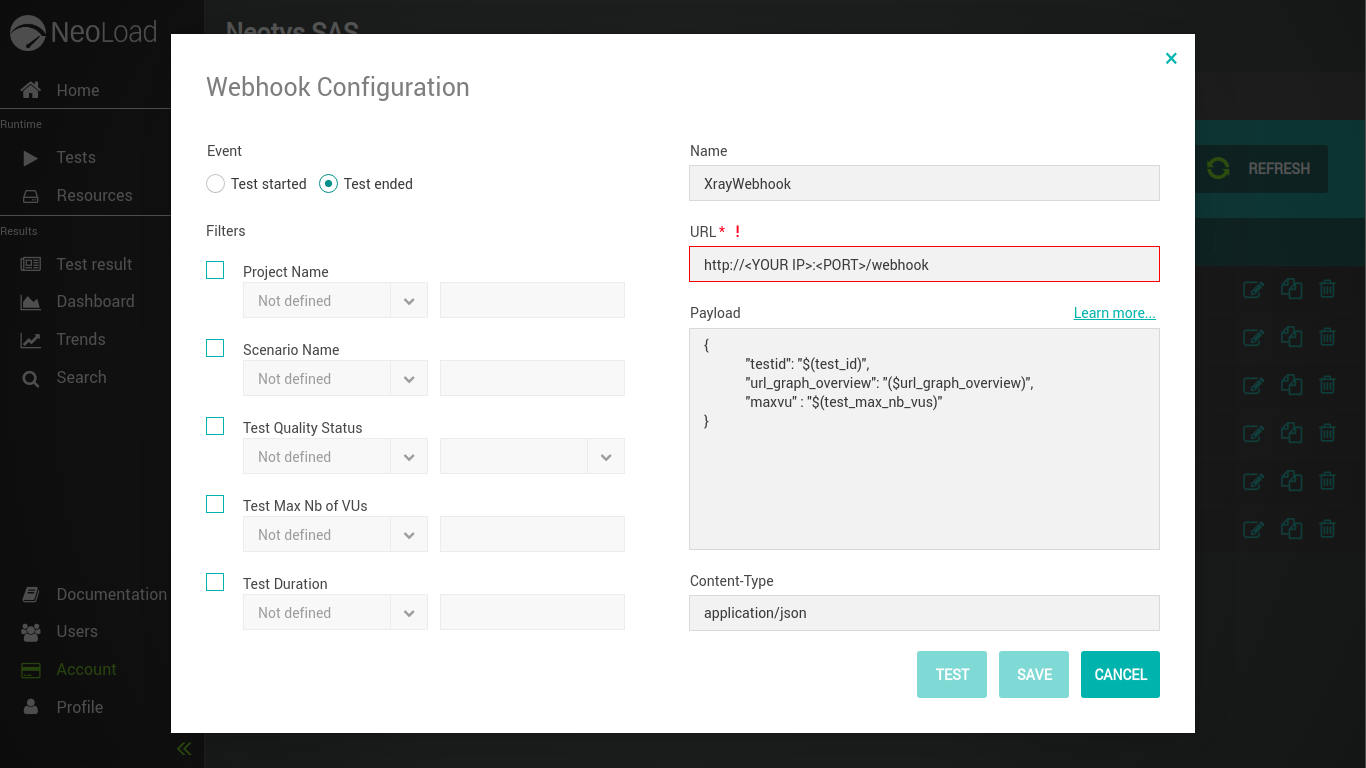 NeoLoad
Neotys SAS
Home
Runtime
Tests
Resources
Results
Test result
Dashboard
Trends
Search
Documentation
Users
Account
Profile
REFRESH
Webhook Configuration
Event
Test started
Test ended
Filters
Project Name
Not defined
Scenario Name
Not defined
Test Quality Status
Not defined
Test Max Nb of VUs
Not defined
Test Duration
Not defined
Name
XrayWebhook
URL * !
http://<YOUR IP>:<PORT>/webhook
Payload
Learn more...
{
"testid": "$(test_id)",
"url_graph_overview": "($url_graph_overview)",
"maxvu" : "$(test_max_nb_vus)"
}
Content-Type
application/json
TEST
SAVE
CANCEL